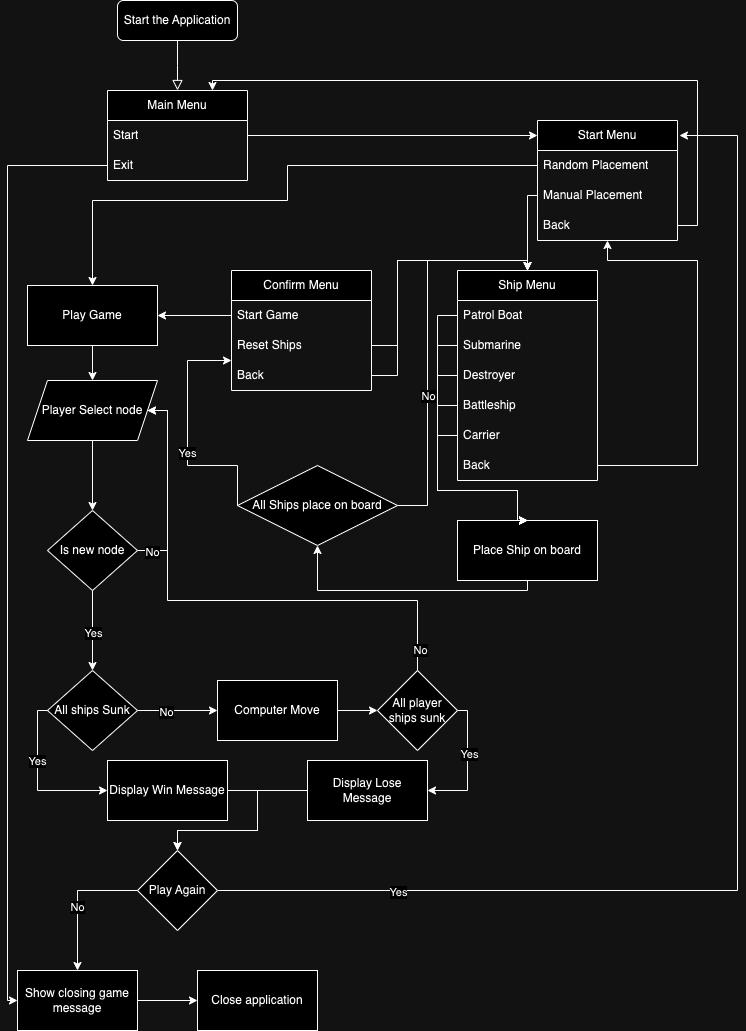 Start the Application
Main Menu
Start
Exit
Start Menu
Random Placement
Manual Placement
Back
Confirm Menu
Start Game
Reset Ships
Back
Ship Menu
Patrol Boat
Submarine
Destroyer
Battleship
Carrier
Back
Play Game
Player Select node
No
Yes
All Ships place on board
Place Ship on board
Is new node
No
Yes
All ships Sunk
No
Computer Move
All player
ships sunk
No
Yes
Yes
Display Win Message
Display Lose
Message
Play Again
Yes
No
Show closing game
message
Close application